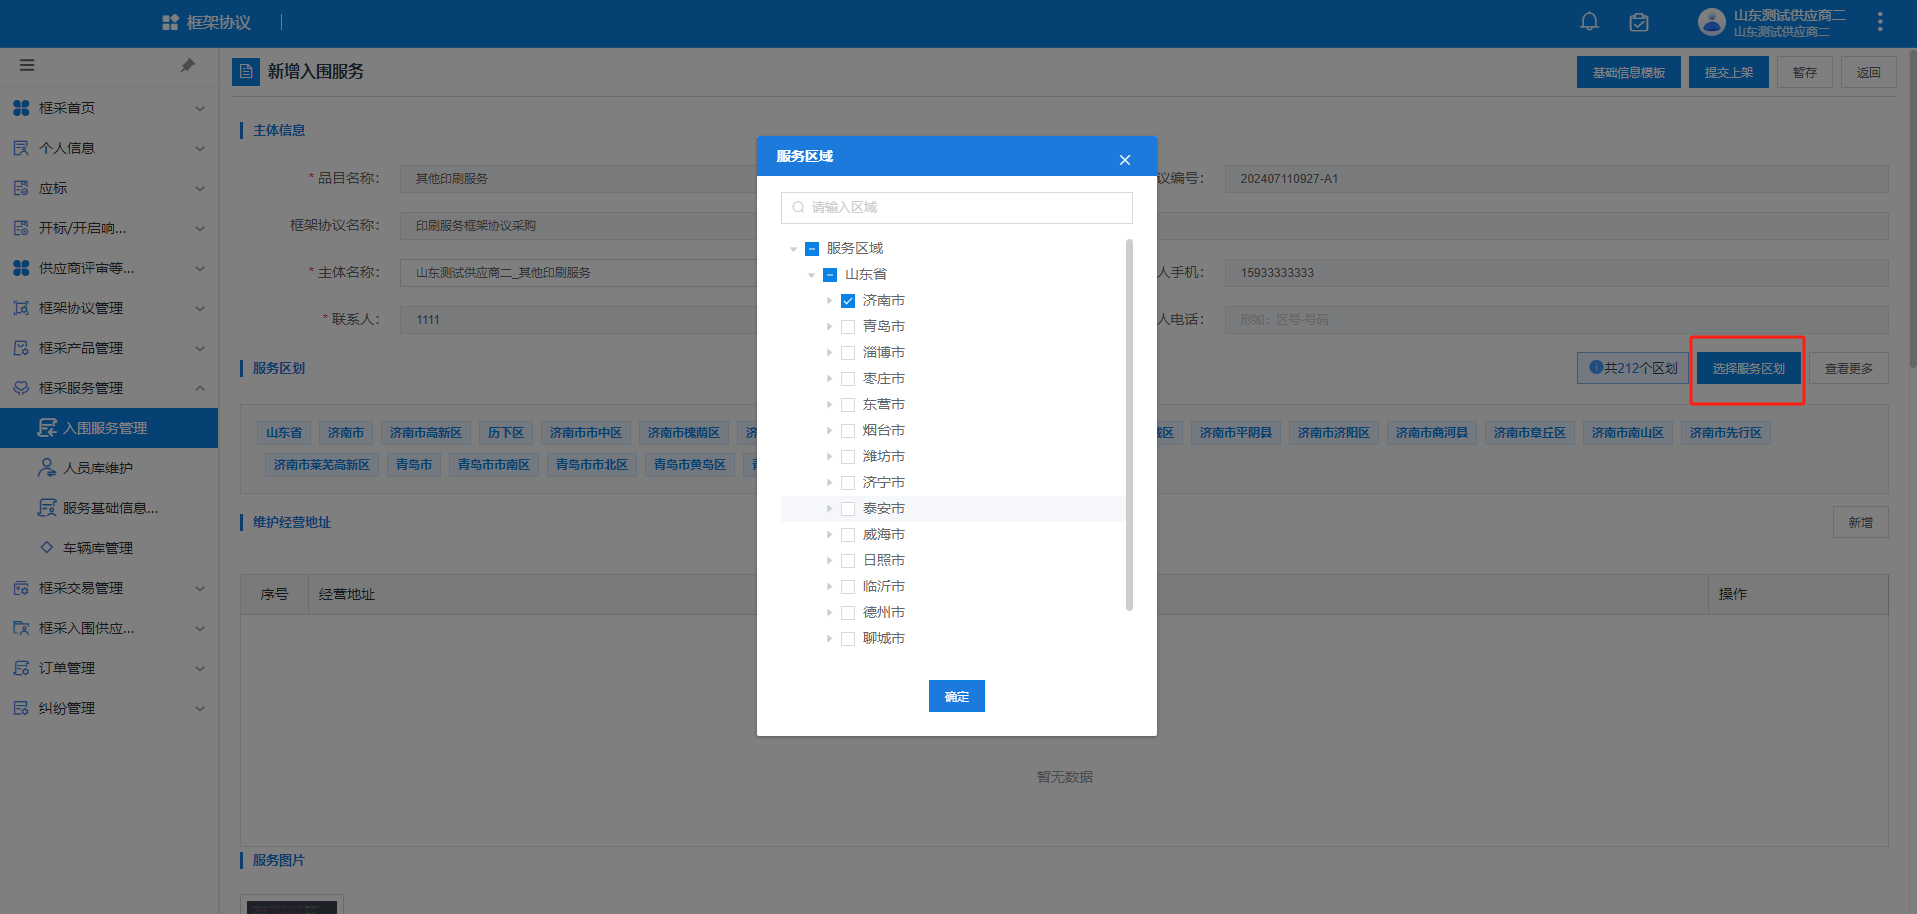 框架协议
山东测试供应商二
山东测试供应商二
新增入围服务
基础信息模板
提交上架
暂存
返回
框采首页
个人信息
应标
开标/开启响...
供应商评审等...
框架协议管理
框采产品管理
框采服务管理
入围服务管理
人员库维护
服务基础信息...
车辆库管理
框采交易管理
框采入围供应...
订单管理
纠纷管理
主体信息
* 品目名称：
其他印刷服务
议编号：
202407110927-A1
框架协议名称：
印刷服务框架协议采购
* 主体名称：
山东测试供应商二_其他印刷服务
人手机：
15933333333
* 联系人：
1111
人电话：
形如：区号-号码
服务区划
共212个区划
选择服务区划
查看更多
山东省
济南市
济南市高新区
历下区
济南市市中区
济南市槐荫区
济南市平阴县
济南市济阳区
济南市商河县
济南市章丘区
济南市南山区
济南市先行区
济南市莱芜高新区
青岛市
青岛市市南区
青岛市市北区
青岛市黄岛区
维护经营地址
新增
序号
经营地址
操作
暂无数据
服务图片
服务区域
请输入区域
服务区域
山东省
济南市
青岛市
淄博市
枣庄市
东营市
烟台市
潍坊市
济宁市
泰安市
威海市
日照市
临沂市
德州市
聊城市
确定